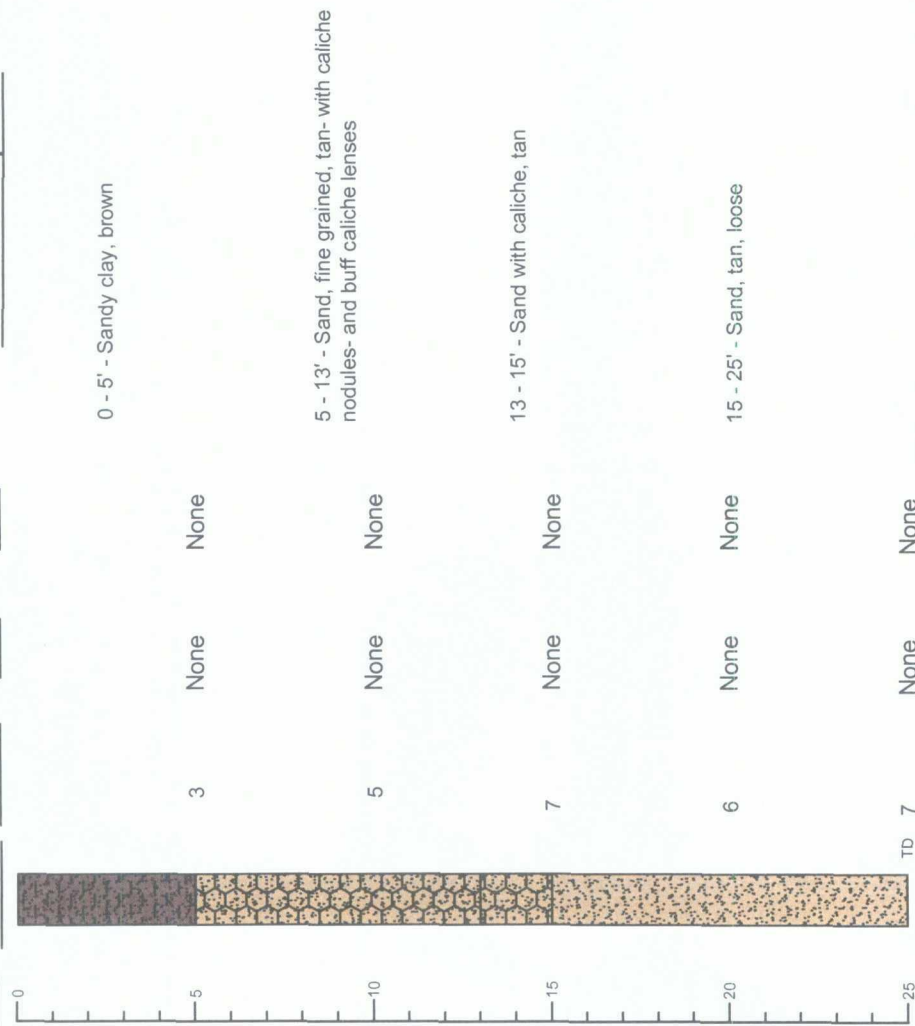 0
0 - 5' - Sandy clay, brown
5
3
None
None
5 - 13' - Sand, fine grained, tan- with caliche
nodules- and buff caliche lenses
10
5
None
None
13 - 15' - Sand with caliche, tan
15
7
None
None
15 - 25' - Sand, tan, loose
20
6
None
None
25
TD
7
None
None